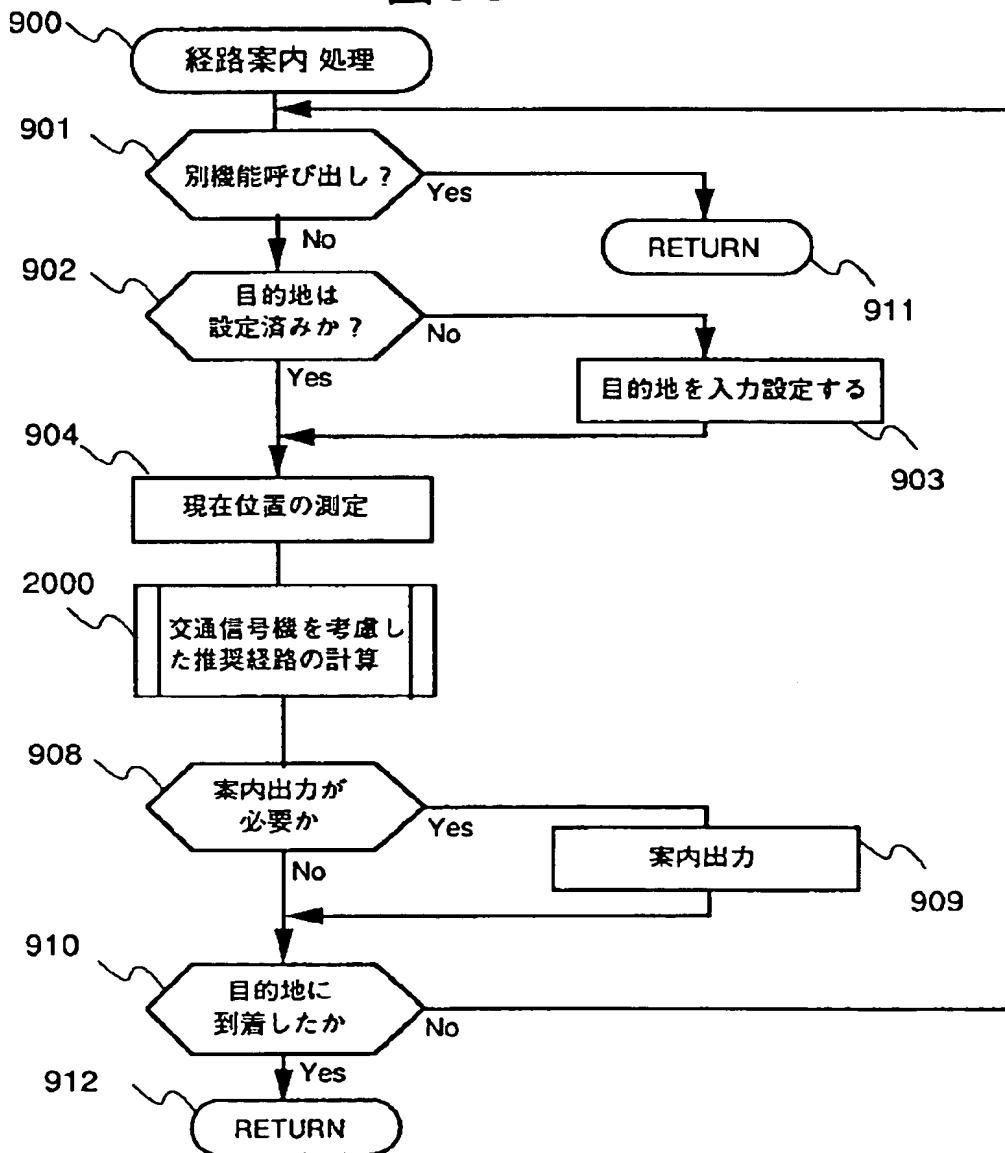 900
経路案内 処理
901
別機能呼び出し?
Yes
No
RETURN
911
902
目的地は
設定済みか?
No
Yes
目的地を入力設定する
903
904
現在位置の測定
2000
交通信号機を考慮し
た推奨経路の計算
908
案内出力が
必要か
Yes
No
案内出力
909
910
目的地に
到着したか
No
Yes
912
RETURN